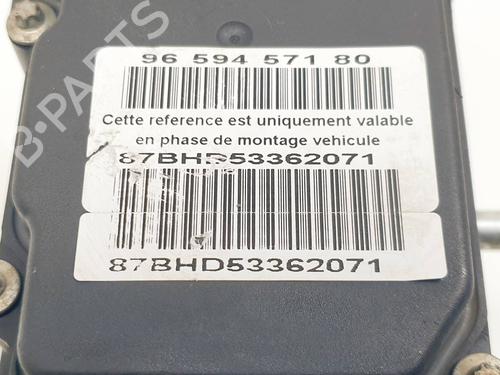 B-PARTS
96 594 571 80
Cette reference est uniquement valable
en phase de montage vehicule
87BHD53362071
87BHD53362071